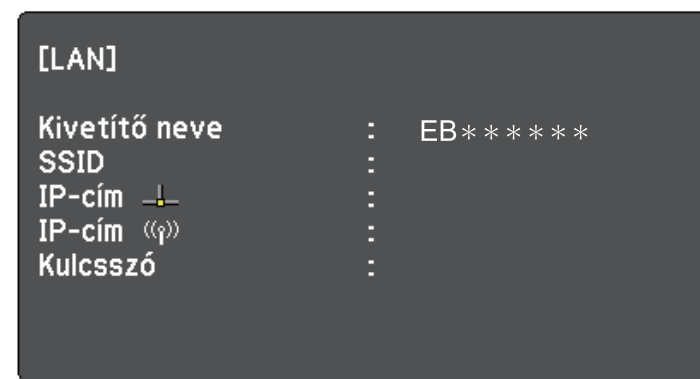 [LAN]
Kivetítő neve : EB******
SSID :
IP-cím :
IP-cím :
Kulcsszó :